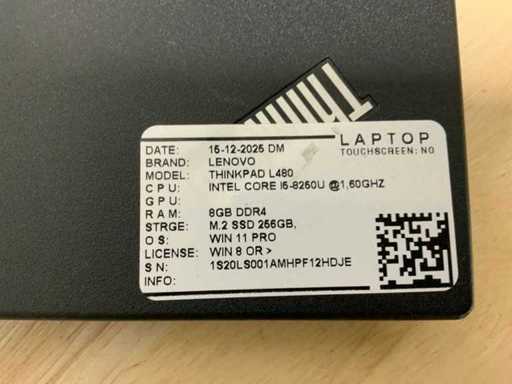 Think
LAPTOP
TOUCHSCREEN: NO
DATE: 15-12-2025 DM
BRAND: LENOVO
MODEL: THINKPAD L480
CPU: INTEL CORE I5-8250U @1,60GHZ
GPU:
RAM: 8GB DDR4
STRGE: M.2 SSD 256GB,
OS: WIN 11 PRO
LICENSE: WIN 8 OR >
SN: 1S20LS001AMHPF12HDJE
INFO: